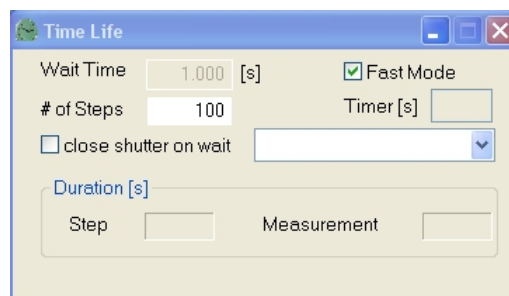 Time Life
Wait Time 1.000 [s] Fast Mode
# of Steps 100 Timer [s]
close shutter on wait
Duration [s]
Step Measurement